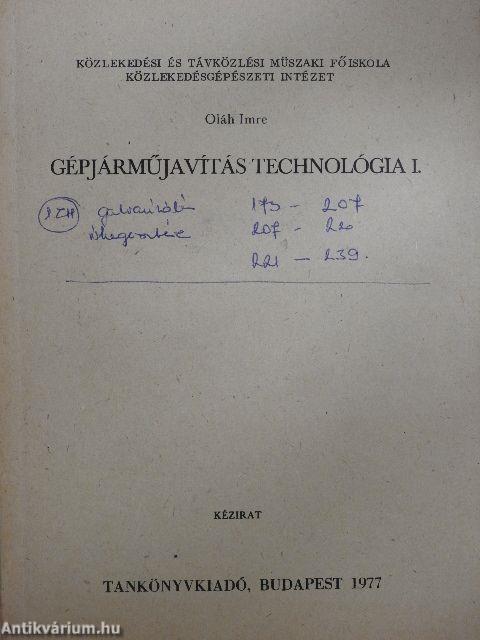 KÖZLEKEDÉSI ÉS TÁVKÖZLÉSI MŰSZAKI FŐISKOLA
KÖZLEKEDÉSGÉPÉSZETI INTÉZET
Oláh Imre
GÉPJÁRMŰJAVÍTÁS TECHNOLÓGIA I.
173 - 207
207 - 220
221 - 239.
KÉZIRAT
TANKÖNYVKIADÓ, BUDAPEST 1977
Antikvárium.hu